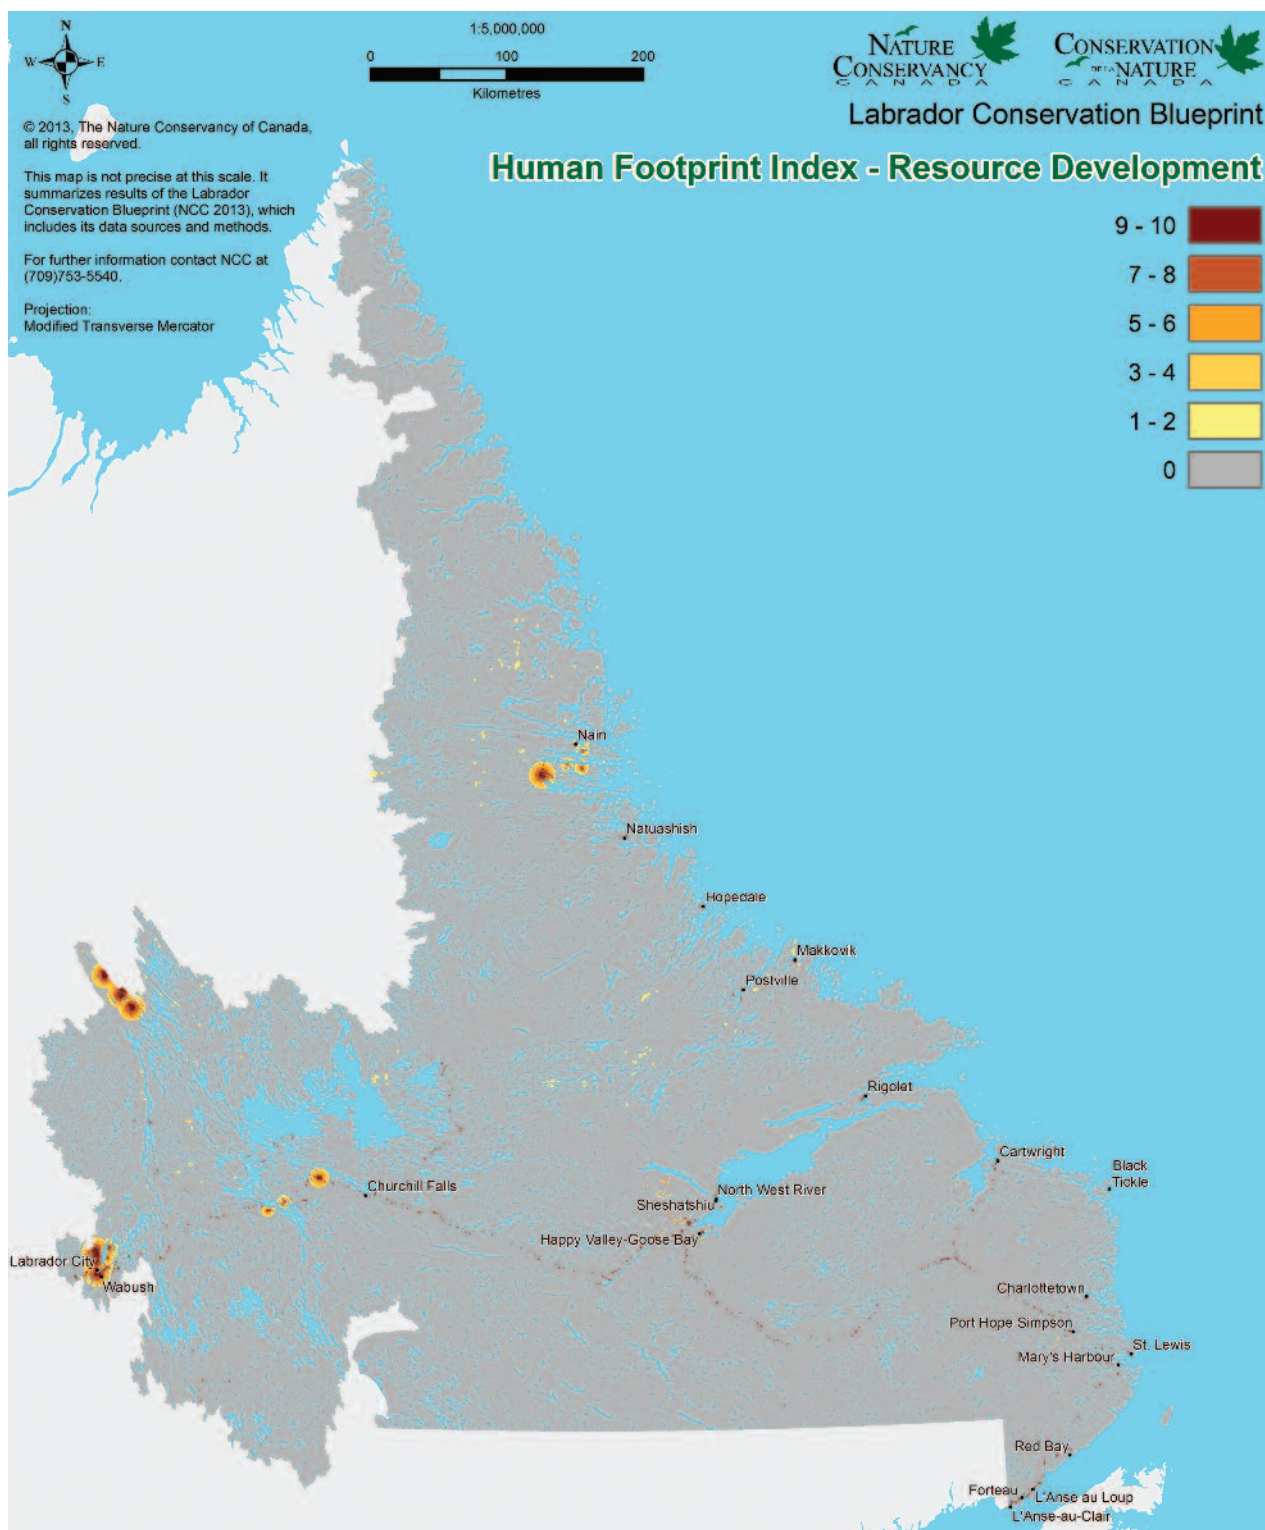 N
W E
S
1:5,000,000
0 100 200
Kilometres
NATURE
CONSERVANCY
CANADA
CONSERVATION
DE LA NATURE
CANADA
Labrador Conservation Blueprint
© 2013, The Nature Conservancy of Canada,
all rights reserved.
This map is not precise at this scale. It
summarizes results of the Labrador
Conservation Blueprint (NCC 2013), which
includes its data sources and methods.
For further information contact NCC at
(709)753-5540.
Projection:
Modified Transverse Mercator
Human Footprint Index - Resource Development
9 - 10
7 - 8
5 - 6
3 - 4
1 - 2
0
Nain
Natuashish
Hopedale
Makkovik
Postville
Rigolet
Cartwright
Black
Tickle
Churchill Falls
North West River
Sheshatshiu
Happy Valley-Goose Bay
Labrador City
Wabush
Charlottetown
Port Hope Simpson
St. Lewis
Mary's Harbour
Red Bay
Forteau
L'Anse au Loup
L'Anse-au-Clair